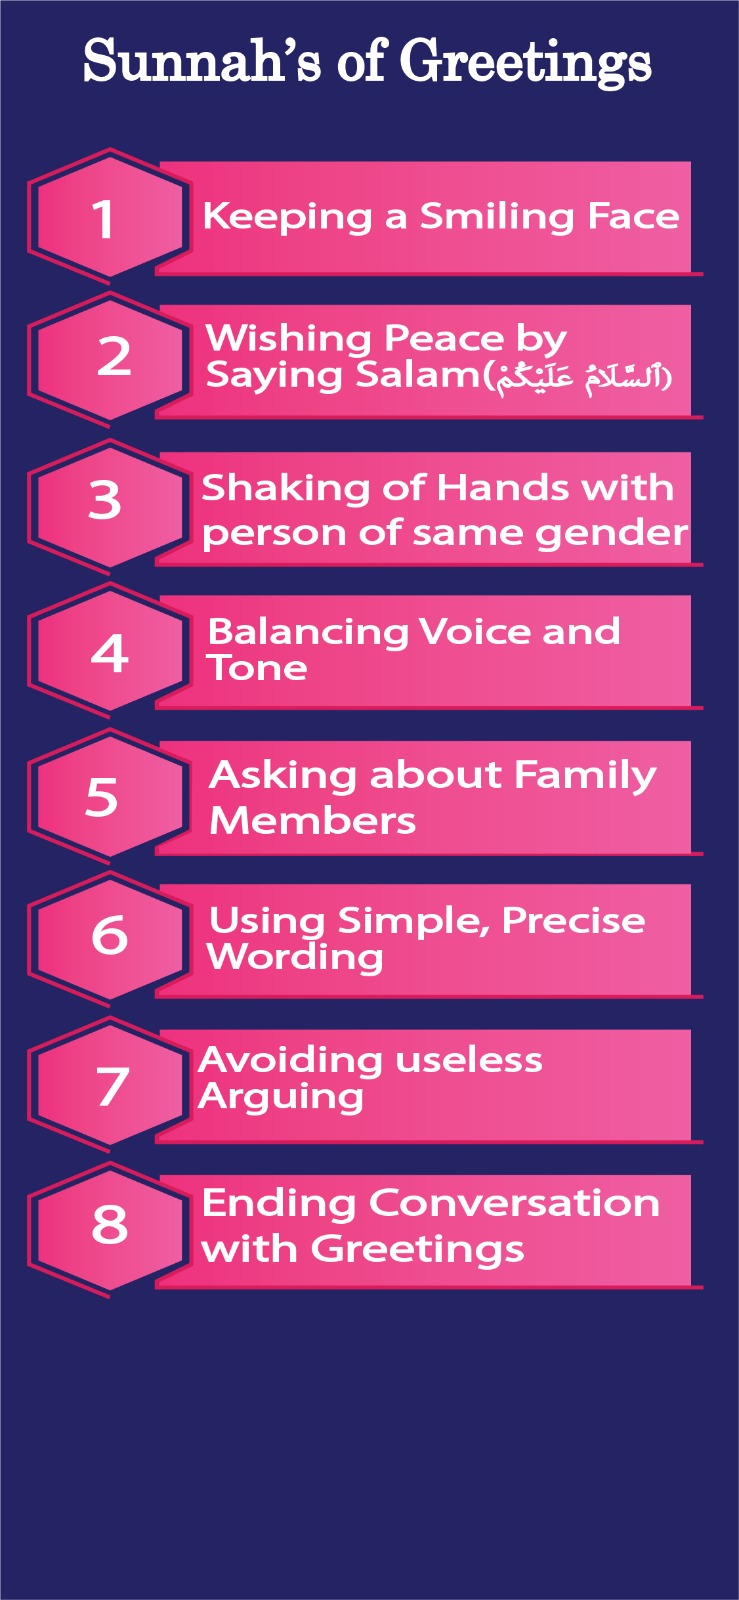 Sunnah's of Greetings
1
Keeping a Smiling Face
2
Wishing Peace by
Saying Salam(ٱلسَّلَامُ عَلَيْكُمْ)
3
Shaking of Hands with
person of same gender
4
Balancing Voice and
Tone
5
Asking about Family
Members
6
Using Simple, Precise
Wording
7
Avoiding useless
Arguing
8
Ending Conversation
with Greetings